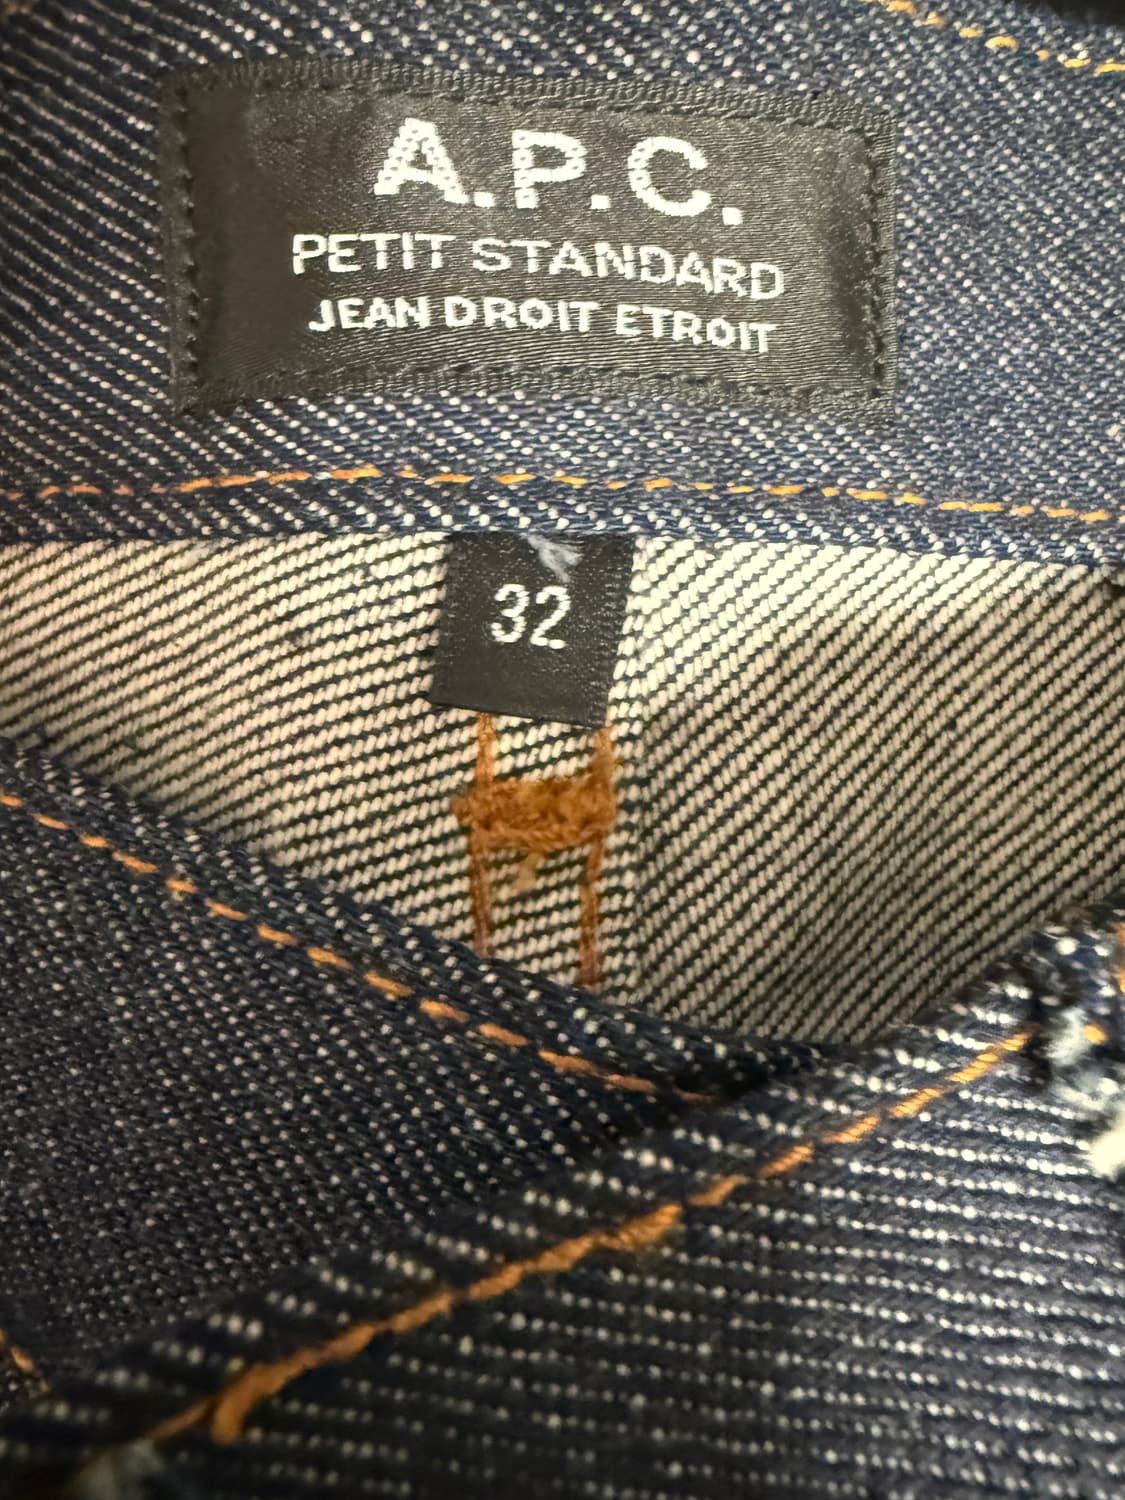 A.P.C.
PETIT STANDARD
JEAN DROIT ETROIT
32